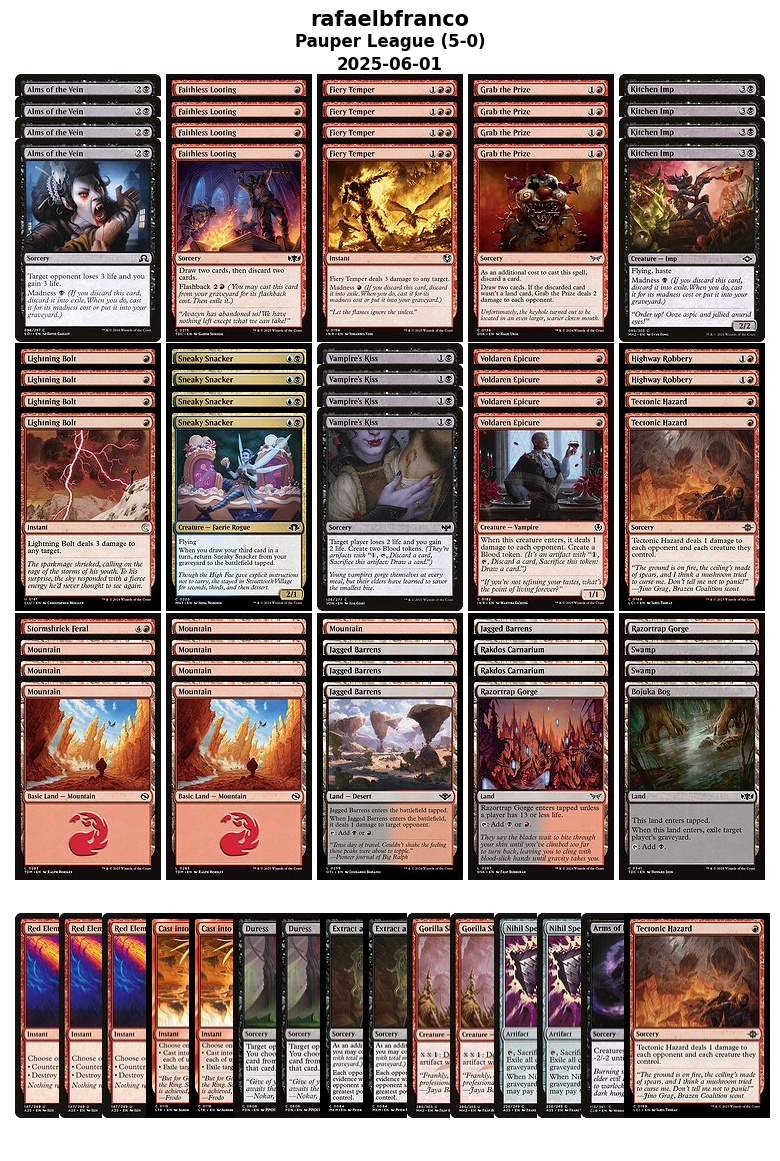 rafaelbfranco
Pauper League (5-0)
2025-06-01
Alms of the Vein
Alms of the Vein
Alms of the Vein
Alms of the Vein
Sorcery
Target opponent loses 3 life and you
gain 3 life.
Madness (If you discard this card,
discard it into exile. When you do, cast
it for its madness cost or put it into your
graveyard.)
Faithless Looting
Faithless Looting
Faithless Looting
Faithless Looting
Sorcery
Draw two cards, then discard two
cards.
Flashback 2 (You may cast this card
from your graveyard for its flashback
cost. Then exile it.)
"Avacyn has abandoned us! We have
nothing left except what we can take!"
Fiery Temper
Fiery Temper
Fiery Temper
Fiery Temper
Instant
Fiery Temper deals 3 damage to any target.
Madness (If you discard this card,
discard it into exile. When you do, cast it for its
madness cost or put it into your graveyard.)
"Let the flames ignore the sinless."
Grab the Prize
Grab the Prize
Grab the Prize
Grab the Prize
Sorcery
As an additional cost to cast this spell,
discard a card.
Draw two cards. If the discarded card
wasn't a land card, Grab the Prize deals 2
damage to each opponent.
Unfortunately, the keyhole turned out to be
located in an even larger, scarier clown mouth.
Kitchen Imp
Kitchen Imp
Kitchen Imp
Kitchen Imp
Creature — Imp
Flying, haste
Madness (If you discard this card,
discard it into exile. When you do, cast
it for its madness cost or put it into your
graveyard.)
"Order up! Ooze aspic and jellied amurid
eyes!"
2/2
Lightning Bolt
Lightning Bolt
Lightning Bolt
Lightning Bolt
Instant
Lightning Bolt deals 3 damage to
any target.
The sparkmage shrieked, calling on the
rage of the storms of his youth. To his
surprise, the sky responded with a fierce
energy he'd never thought to see again.
Sneaky Snacker
Sneaky Snacker
Sneaky Snacker
Sneaky Snacker
Creature — Faerie Rogue
Flying
When you draw your third card in a
turn, return Sneaky Snacker from your
graveyard to the battlefield tapped.
Though the High Fae gave explicit instructions
not to tarry, she stayed in Sweettooth Village
for seconds, thirds, and then dessert.
2/1
Vampire's Kiss
Vampire's Kiss
Vampire's Kiss
Vampire's Kiss
Sorcery
Target player loses 2 life and you gain
2 life. Create two Blood tokens. (They're
artifacts with "1, T, Discard a card,
Sacrifice this artifact: Draw a card.")
Young vampires gorge themselves at every
meal, but their elders have learned to savor
the smallest bite.
Voldaren Epicure
Voldaren Epicure
Voldaren Epicure
Voldaren Epicure
Creature — Vampire
When this creature enters, it deals 1
damage to each opponent. Create a
Blood token. (It's an artifact with "1,
T, Discard a card, Sacrifice this token:
Draw a card.")
"If you're not refining your tastes, what's
the point of living forever?"
1/1
Highway Robbery
Highway Robbery
Tectonic Hazard
Tectonic Hazard
Sorcery
Tectonic Hazard deals 1 damage to
each opponent and each creature they
control.
"The ground is on fire, the ceiling's made
of spears, and I think a mushroom tried
to curse me. Don't tell me not to panic!"
—Jino Grag, Brazen Coalition scout
Stormshriek Feral
Mountain
Mountain
Mountain
Basic Land — Mountain
Mountain
Mountain
Mountain
Mountain
Basic Land — Mountain
Mountain
Jagged Barrens
Jagged Barrens
Jagged Barrens
Land — Desert
Jagged Barrens enters the battlefield tapped.
When Jagged Barrens enters the battlefield,
it deals 1 damage to target opponent.
T: Add or .
Jagged Barrens
Rakdos Carnarium
Rakdos Carnarium
Razortrap Gorge
Land
Razortrap Gorge enters tapped unless
a player has 13 or less life.
T: Add or .
They say the blades wait to bite through
your skin until you've climbed too far
to turn back, leaving you to cling with
blood-slick hands until gravity takes you.
Razortrap Gorge
Swamp
Swamp
Bojuka Bog
Land
This land enters tapped.
When this land enters, exile target
player's graveyard.
T: Add .
Red Elem
Red Elem
Red Elem
Cast into
Cast into
Duress
Duress
Extract a
Extract a
Gorilla S
Gorilla S
Nihil Spe
Nihil Spe
Arms of
Tectonic Hazard
Instant
Instant
Instant
Instant
Instant
Sorcery
Sorcery
Sorcery
Sorcery
Creature —
Creature —
Artifact
Artifact
Sorcery
Sorcery
Tectonic Hazard deals 1 damage to
each opponent and each creature they
control.
"The ground is on fire, the ceiling's made
of spears, and I think a mushroom tried
to curse me. Don't tell me not to panic!"
—Jino Grag, Brazen Coalition scout